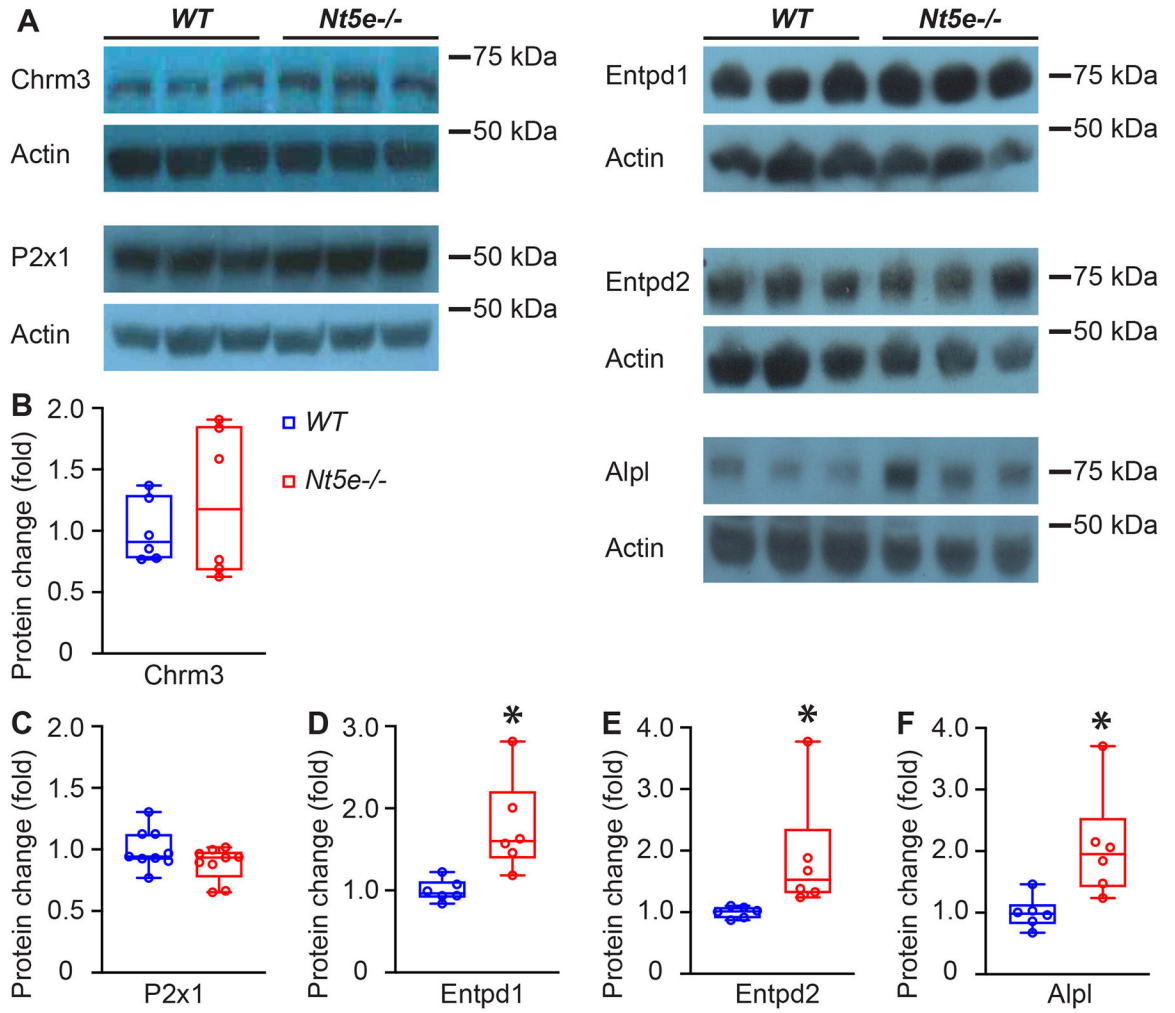 A
WT Nt5e-/-
Chrm3
75 kDa
Actin
50 kDa
P2x1
50 kDa
Actin
50 kDa
WT Nt5e-/-
Entpd1
75 kDa
Actin
50 kDa
Entpd2
75 kDa
Actin
50 kDa
Alpl
75 kDa
Actin
50 kDa
B
Protein change (fold)
2.0
1.5
1.0
0.5
0
Chrm3
WT
Nt5e-/-
C
Protein change (fold)
2.0
1.5
1.0
0.5
0
P2x1
D
Protein change (fold)
3.0
2.0
1.0
0
*
Entpd1
E
Protein change (fold)
4.0
3.0
2.0
1.0
0
*
Entpd2
F
Protein change (fold)
4.0
3.0
2.0
1.0
0
*
Alpl